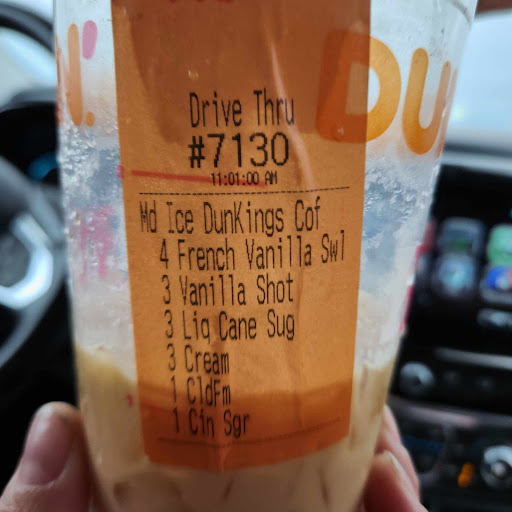 DU
Drive Thru
#7130
11:01:00 AM
Md Ice DunKings Cof
4 French Vanilla Swl
3 Vanilla Shot
3 Liq Cane Sug
3 Cream
1 CldFm
1 Cin Sgr